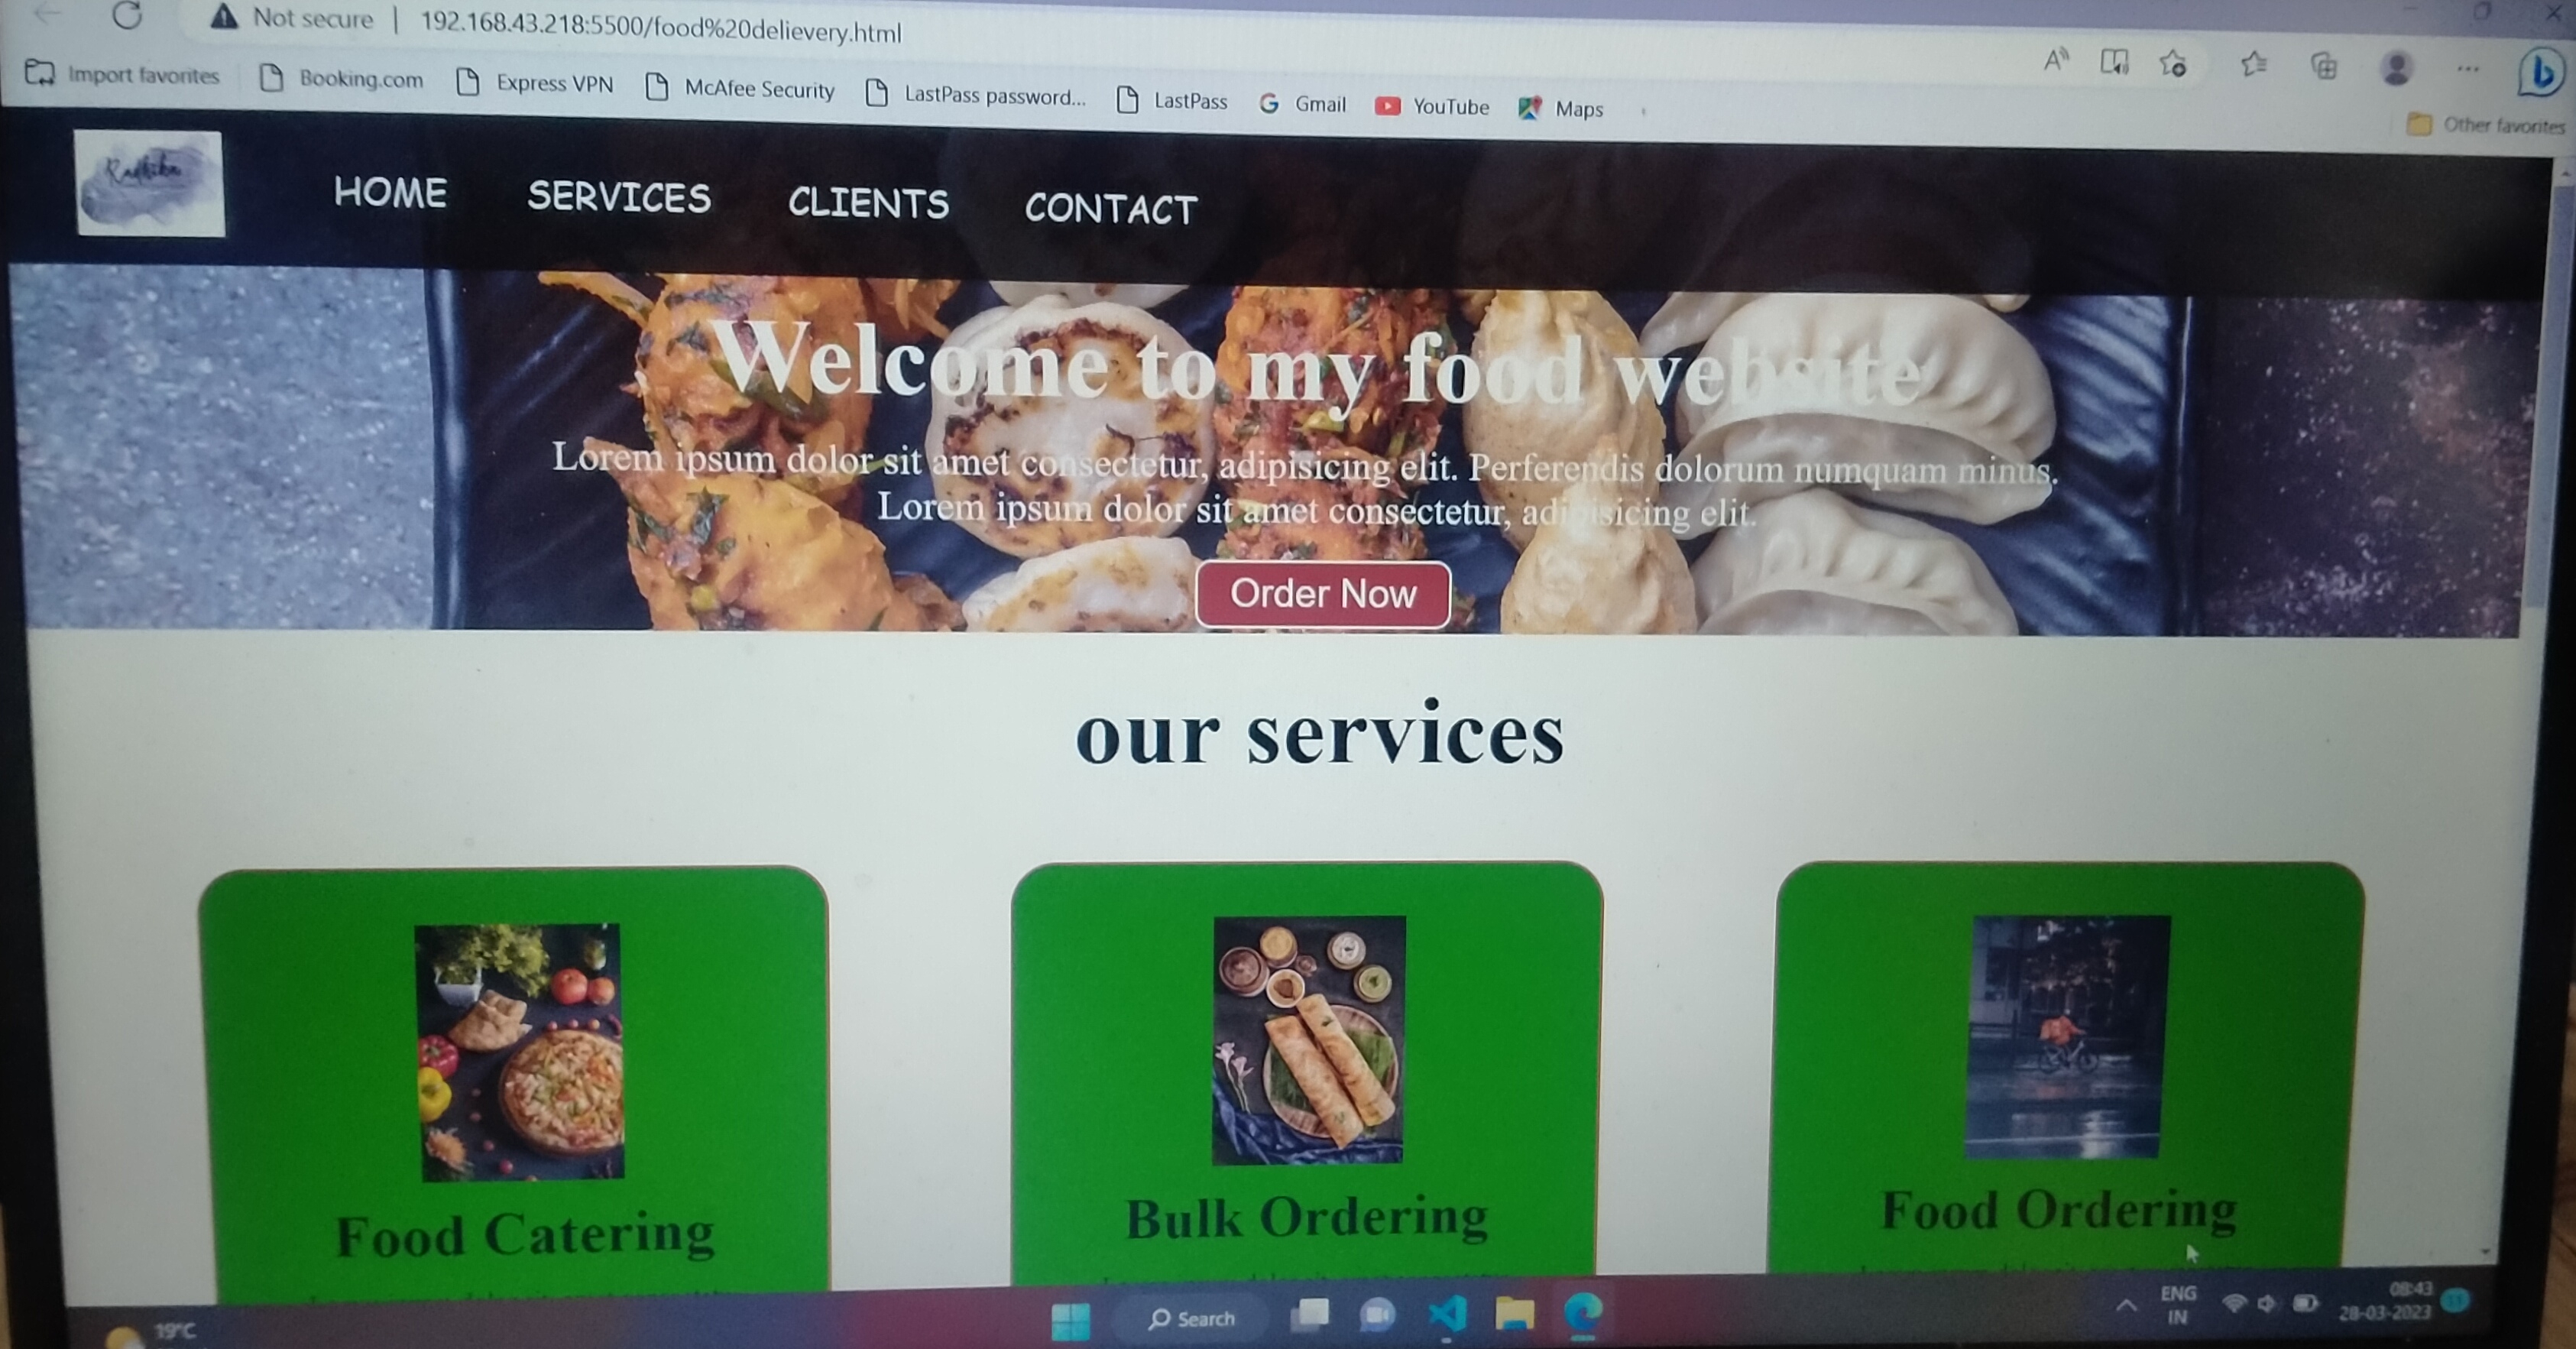 Not secure | 192.168.43.218:5500/food%20delievery.html
Import favorites Booking.com Express VPN McAfee Security LastPass password... LastPass Gmail YouTube Maps
Other favorites
Radhika
HOME SERVICES CLIENTS CONTACT
Welcome to my food website
Lorem ipsum dolor sit amet consectetur, adipisicing elit. Perferendis dolorum numquam minus.
Lorem ipsum dolor sit amet consectetur, adipisicing elit.
Order Now
our services
Food Catering Bulk Ordering Food Ordering
19°C Search ENG IN 08:43
28-03-2023